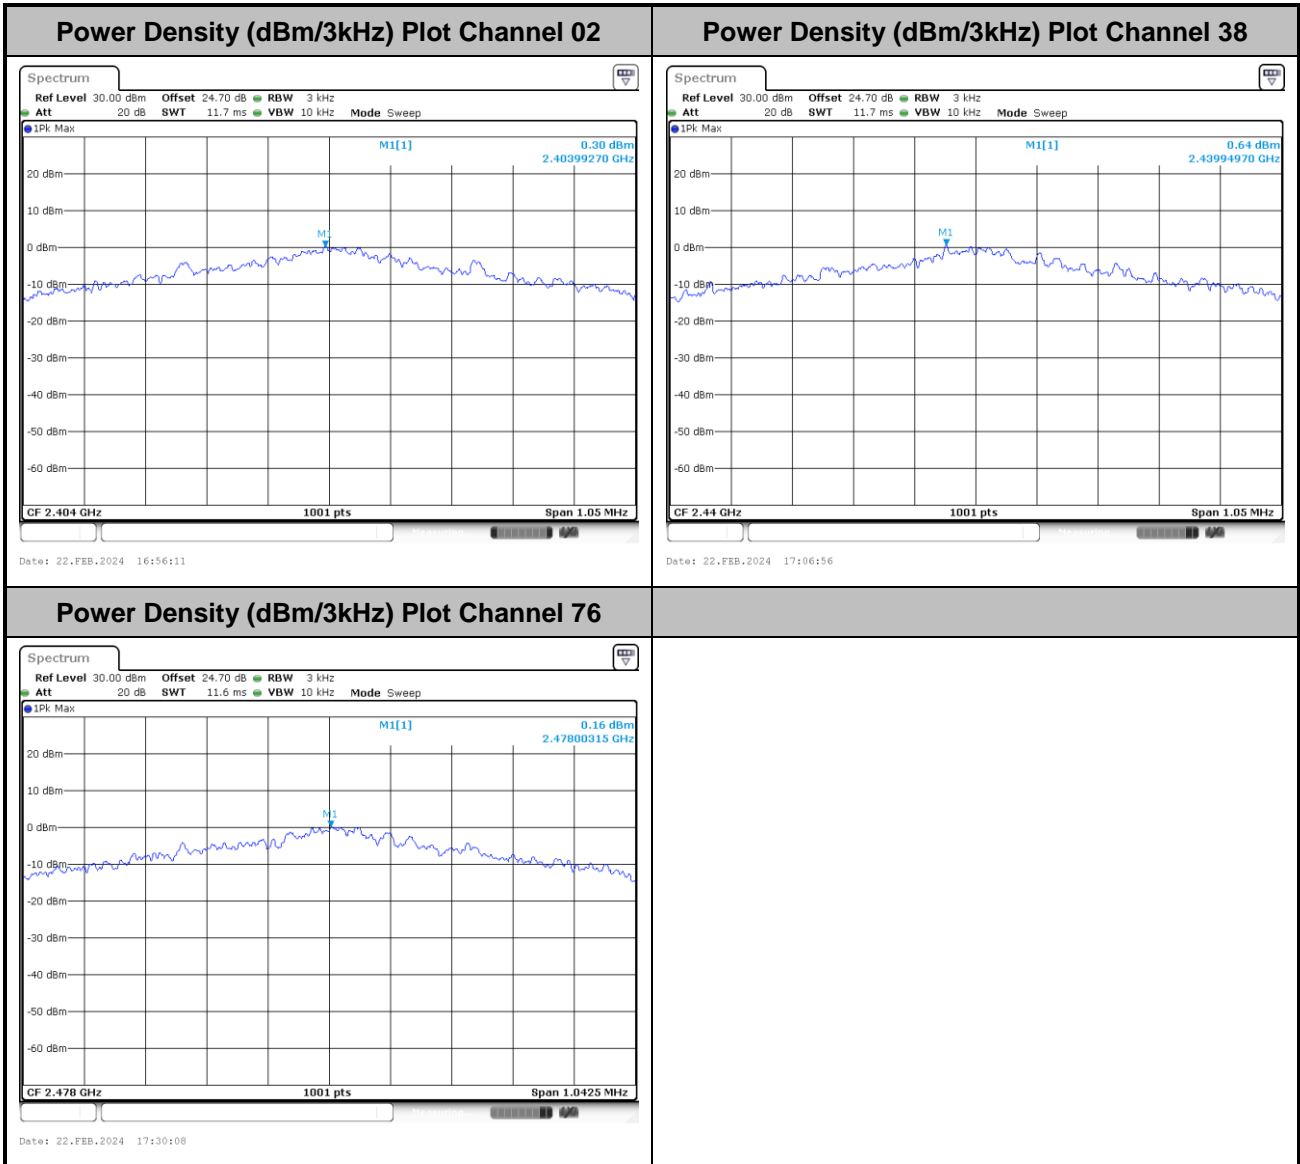 Power Density (dBm/3kHz) Plot Channel 02
Spectrum
Ref Level 30.00 dBm Offset 24.70 dB RBW 3 kHz
Att 20 dB SWT 11.7 ms VBW 10 kHz Mode Sweep
1Pk Max
M1[1] 0.30 dBm
2.40399270 GHz
20 dBm
10 dBm
M1
0 dBm
-10 dBm
-20 dBm
-30 dBm
-40 dBm
-50 dBm
-60 dBm
CF 2.404 GHz 1001 pts Span 1.05 MHz
Measuring
Date: 22.FEB.2024 16:56:11
Power Density (dBm/3kHz) Plot Channel 38
Spectrum
Ref Level 30.00 dBm Offset 24.70 dB RBW 3 kHz
Att 20 dB SWT 11.7 ms VBW 10 kHz Mode Sweep
1Pk Max
M1[1] 0.64 dBm
2.43994970 GHz
20 dBm
10 dBm
M1
0 dBm
-10 dBm
-20 dBm
-30 dBm
-40 dBm
-50 dBm
-60 dBm
CF 2.44 GHz 1001 pts Span 1.05 MHz
Measuring
Date: 22.FEB.2024 17:06:56
Power Density (dBm/3kHz) Plot Channel 76
Spectrum
Ref Level 30.00 dBm Offset 24.70 dB RBW 3 kHz
Att 20 dB SWT 11.6 ms VBW 10 kHz Mode Sweep
1Pk Max
M1[1] 0.16 dBm
2.47800315 GHz
20 dBm
10 dBm
M1
0 dBm
-10 dBm
-20 dBm
-30 dBm
-40 dBm
-50 dBm
-60 dBm
CF 2.478 GHz 1001 pts Span 1.0425 MHz
Measuring
Date: 22.FEB.2024 17:30:08